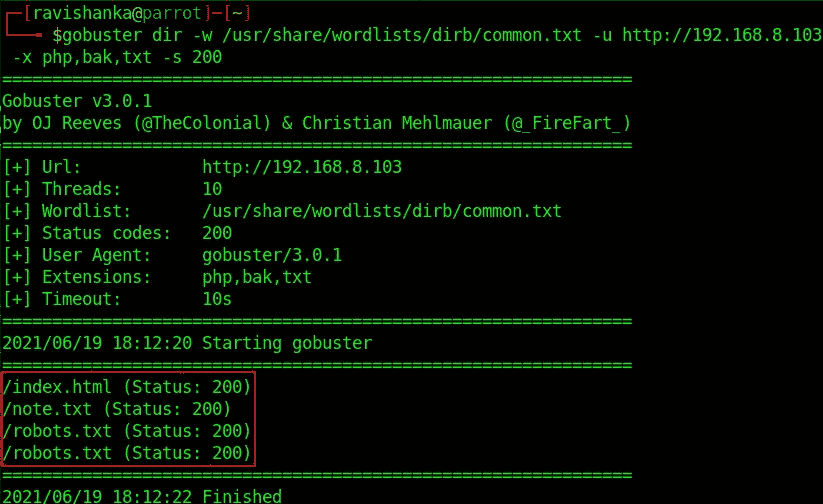 [ravishanka@parrot]-[~]
$gobuster dir -w /usr/share/wordlists/dirb/common.txt -u http://192.168.8.103
-x php,bak,txt -s 200
===============================================================
Gobuster v3.0.1
by OJ Reeves (@TheColonial) & Christian Mehlmauer (@_FireFart_)
===============================================================
[+] Url:            http://192.168.8.103
[+] Threads:        10
[+] Wordlist:       /usr/share/wordlists/dirb/common.txt
[+] Status codes:   200
[+] User Agent:     gobuster/3.0.1
[+] Extensions:     php,bak,txt
[+] Timeout:        10s
===============================================================
2021/06/19 18:12:20 Starting gobuster
===============================================================
/index.html (Status: 200)
/note.txt (Status: 200)
/robots.txt (Status: 200)
/robots.txt (Status: 200)
===============================================================
2021/06/19 18:12:22 Finished